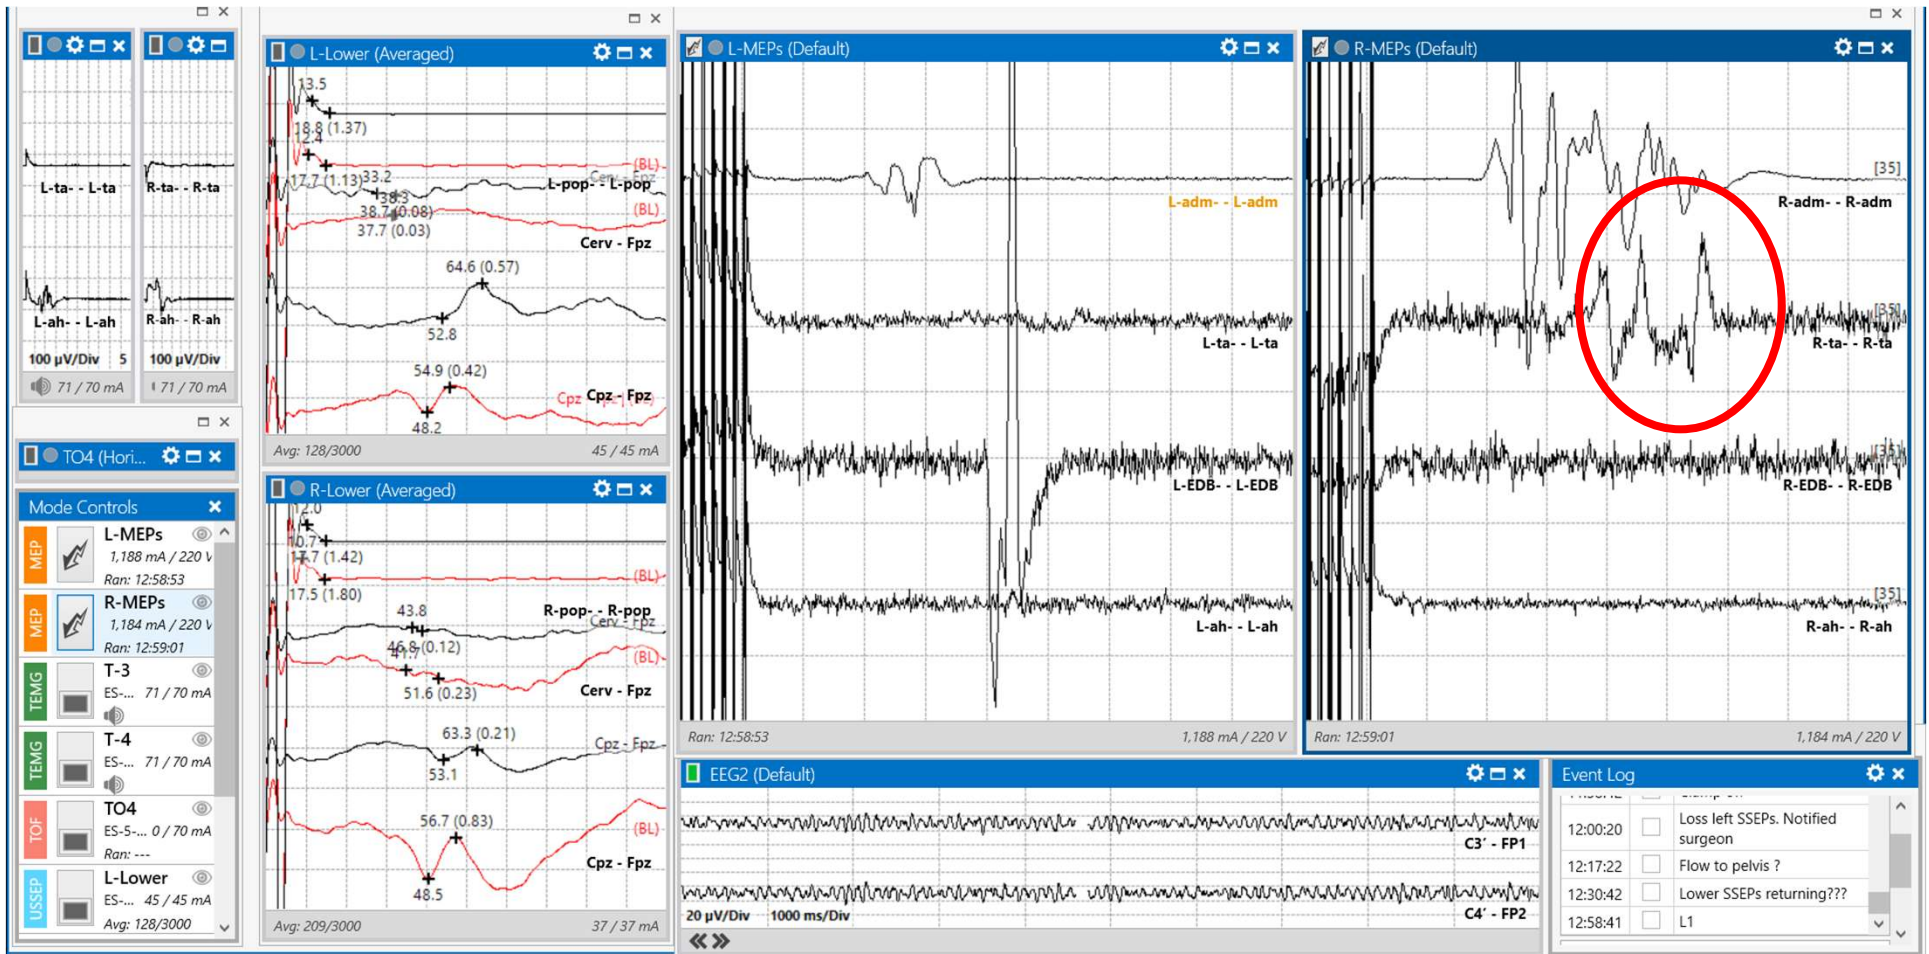 L-ta- - L-ta
L-ah- - L-ah
100 µV/Div 5
71 / 70 mA
R-ta- - R-ta
R-ah- - R-ah
100 µV/Div
71 / 70 mA
TO4 (Hori...
Mode Controls
MEP
L-MEPs
1,188 mA / 220 V
Ran: 12:58:53
MEP
R-MEPs
1,184 mA / 220 V
Ran: 12:59:01
TEMG
T-3
ES-... 71 / 70 mA
TEMG
T-4
ES-... 71 / 70 mA
TOF
TO4
ES-5-... 0 / 70 mA
Ran: ---
USSEP
L-Lower
ES-... 45 / 45 mA
Avg: 128/3000
L-Lower (Averaged)
13.5
18.8 (1.37)
12.4
17.7 (1.13)
(BL)
Cerv - Fpz
L-pop- - L-pop
33.2
38.3
38.7 (0.08)
(BL)
37.7 (0.03)
Cerv - Fpz
64.6 (0.57)
52.8
54.9 (0.42)
Cpz - Fpz
48.2
Avg: 128/3000 45 / 45 mA
R-Lower (Averaged)
12.0
10.7
17.7 (1.42)
(BL)
17.5 (1.80)
43.8
R-pop- - R-pop
Cerv - Fpz
46.8 (0.12)
41.7
(BL)
51.6 (0.23)
Cerv - Fpz
63.3 (0.21)
Cpz - Fpz
53.1
56.7 (0.83)
(BL)
Cpz - Fpz
48.5
Avg: 209/3000 37 / 37 mA
L-MEPs (Default)
L-adm- - L-adm
L-ta- - L-ta
L-EDB- - L-EDB
L-ah- - L-ah
Ran: 12:58:53 1,188 mA / 220 V
R-MEPs (Default)
[35]
R-adm- - R-adm
[35]
R-ta- - R-ta
[35]
R-EDB- - R-EDB
[35]
R-ah- - R-ah
Ran: 12:59:01 1,184 mA / 220 V
EEG2 (Default)
C3' - FP1
C4' - FP2
20 µV/Div 1000 ms/Div
Event Log
12:00:20 Loss left SSEPs. Notified
surgeon
12:17:22 Flow to pelvis ?
12:30:42 Lower SSEPs returning???
12:58:41 L1